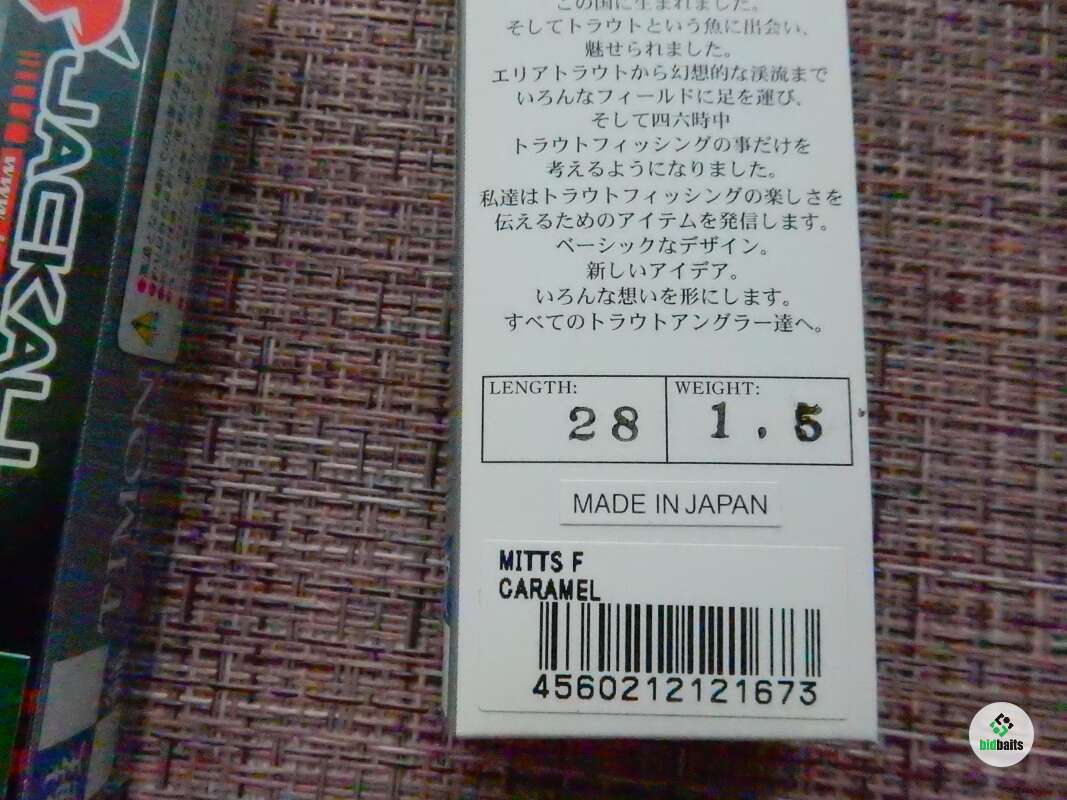 この国に生まれました。
そしてトラウトという魚に出会い、
魅せられました。
エリアトラウトから幻想的な渓流まで
いろんなフィールドに足を運び、
そして四六時中
トラウトフィッシングの事だけを
考えるようになりました。
私達はトラウトフィッシングの楽しさを
伝えるためのアイテムを発信します。
ベーシックなデザイン。
新しいアイデア。
いろんな想いを形にします。
すべてのトラウトアングラー達へ。
LENGTH:
28
WEIGHT:
1.5
MADE IN JAPAN
MITTS F
CARAMEL
4560212121673
JACKALL
bidbaits